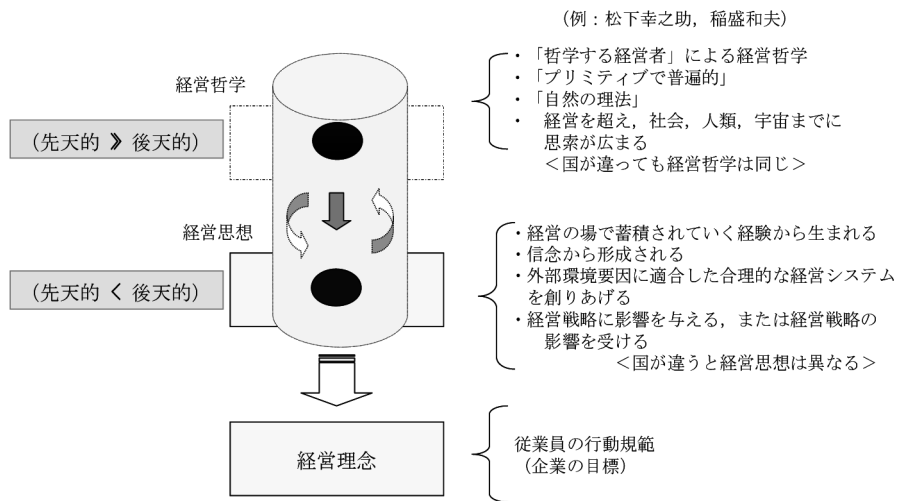 (例：松下幸之助，稲盛和夫)
経営哲学
(先天的 ⟫ 後天的)
・「哲学する経営者」による経営哲学
・「プリミティブで普遍的」
・「自然の理法」
・ 経営を超え，社会，人類，宇宙までに
思索が広まる
＜国が違っても経営哲学は同じ＞
経営思想
(先天的 < 後天的)
・経営の場で蓄積されていく経験から生まれる
・信念から形成される
・外部環境要因に適合した合理的な経営システム
を創りあげる
・経営戦略に影響を与える，または経営戦略の
影響を受ける
＜国が違うと経営思想は異なる＞
経営理念
従業員の行動規範
(企業の目標)